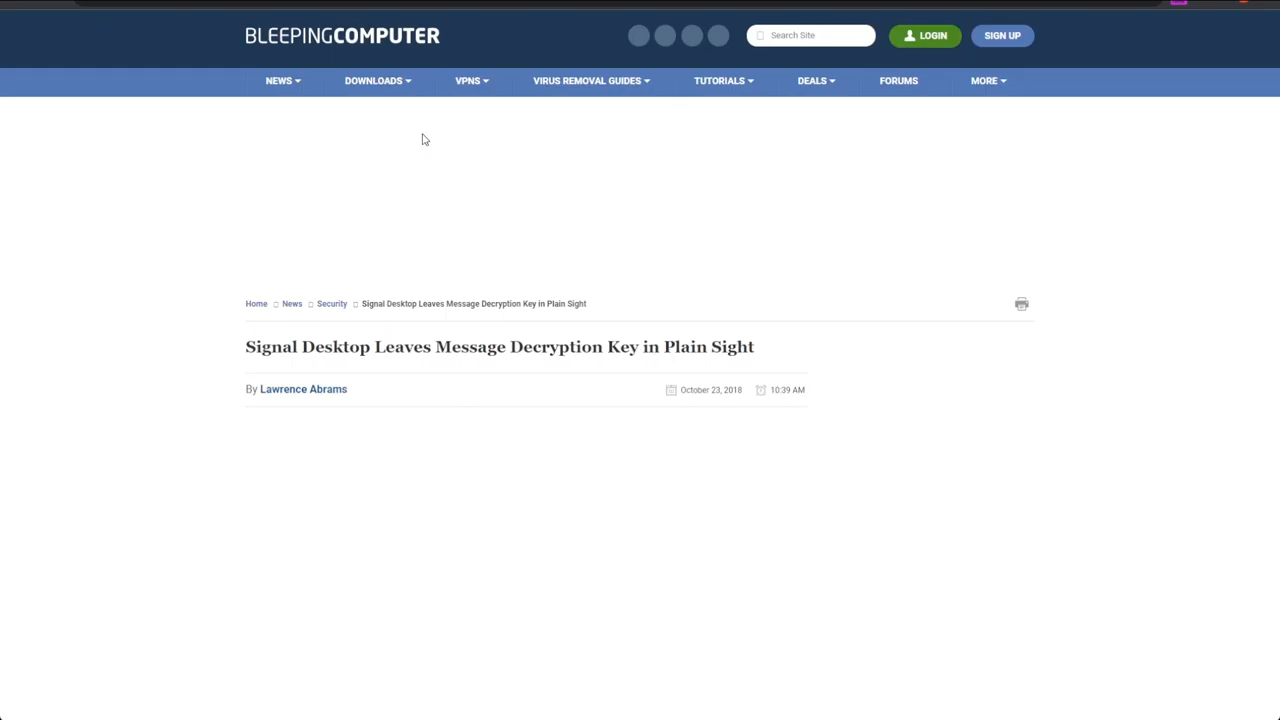 BLEEPINGCOMPUTER
Search Site
LOGIN
SIGN UP
NEWS
DOWNLOADS
VPNS
VIRUS REMOVAL GUIDES
TUTORIALS
DEALS
FORUMS
MORE
Home News Security Signal Desktop Leaves Message Decryption Key in Plain Sight
Signal Desktop Leaves Message Decryption Key in Plain Sight
By Lawrence Abrams
October 23, 2018
10:39 AM